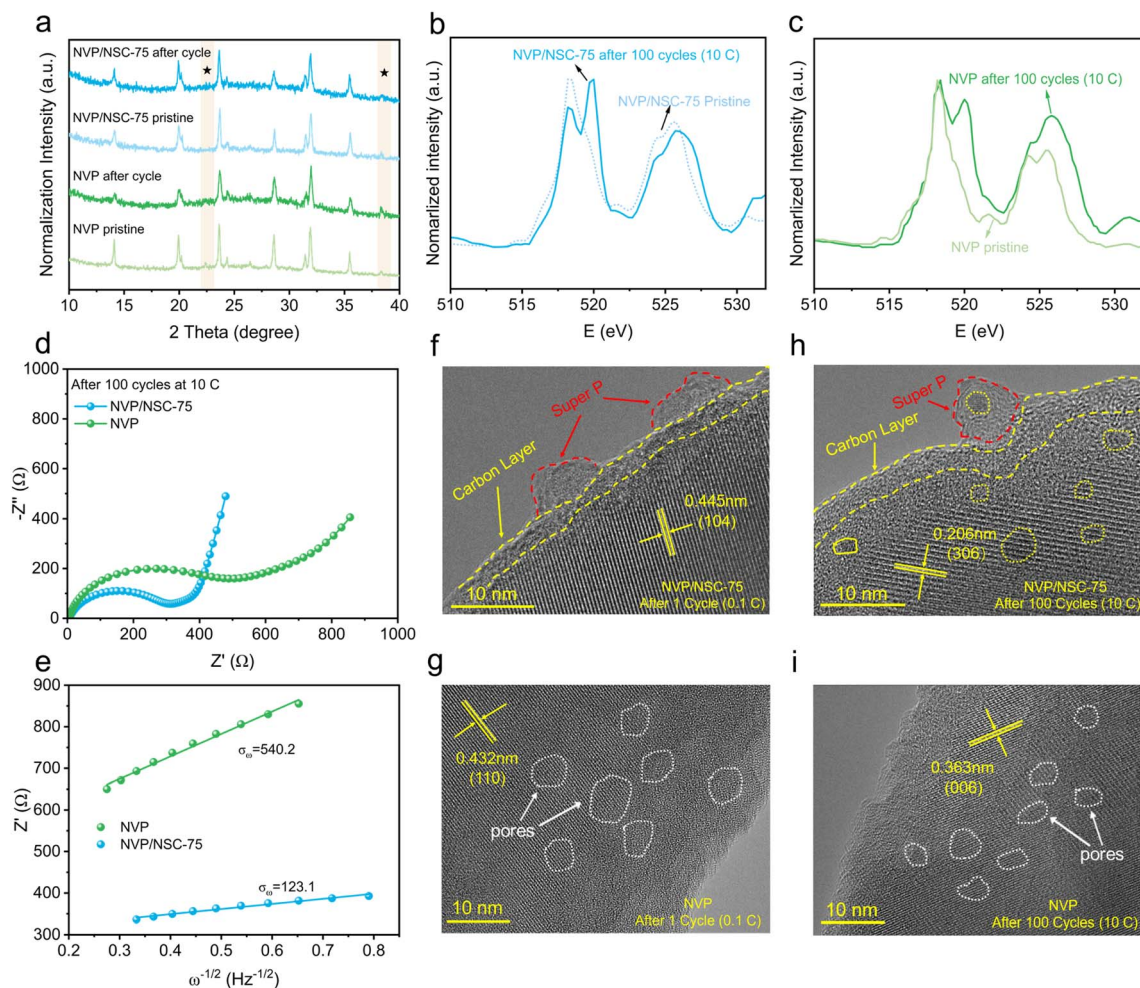 a
NVP/NSC-75 after cycle
★
★
NVP/NSC-75 pristine
NVP after cycle
NVP pristine
Normalization Intensity (a.u.)
10 15 20 25 30 35 40
2 Theta (degree)
b
NVP/NSC-75 after 100 cycles (10 C)
NVP/NSC-75 Pristine
Nomarlized Intensity (a.u.)
510 515 520 525 530
E (eV)
c
NVP after 100 cycles (10 C)
NVP pristine
Nomarlized Intensity (a.u.)
510 515 520 525 530
E (eV)
d
After 100 cycles at 10 C
NVP/NSC-75
NVP
-Z'' (Ω)
1000
800
600
400
200
0
0 200 400 600 800 1000
Z' (Ω)
f
Super P
Carbon Layer
0.445nm
(104)
10 nm
NVP/NSC-75
After 1 Cycle (0.1 C)
h
Super P
Carbon Layer
0.206nm
(306)
10 nm
NVP/NSC-75
After 100 Cycles (10 C)
e
900
800
700
600
500
400
300
Z' (Ω)
σω=540.2
NVP
NVP/NSC-75
σω=123.1
0.2 0.3 0.4 0.5 0.6 0.7 0.8
ω-1/2 (Hz-1/2)
g
0.432nm
(110)
pores
10 nm
NVP
After 1 Cycle (0.1 C)
i
0.363nm
(006)
pores
10 nm
NVP
After 100 Cycles (10 C)